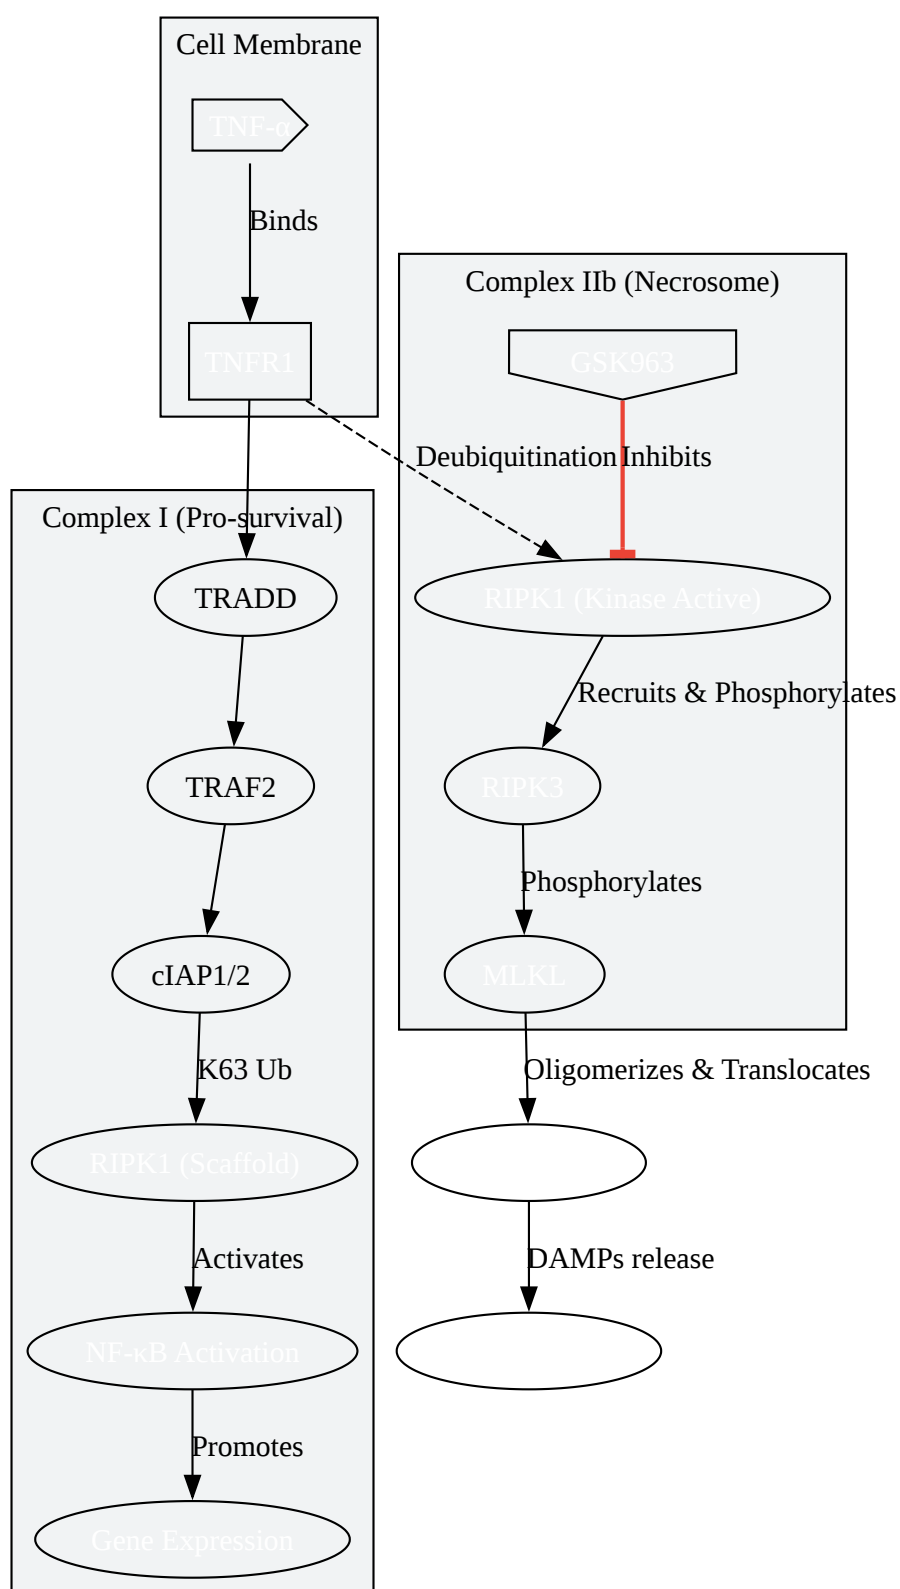 Cell Membrane
TNF-α
Binds
TNFR1
Complex IIb (Necrosome)
GSK963
Deubiquitination
Inhibits
Complex I (Pro-survival)
TRADD
RIPK1 (Kinase Active)
Recruits & Phosphorylates
TRAF2
RIPK3
Phosphorylates
cIAP1/2
MLKL
K63 Ub
Oligomerizes & Translocates
RIPK1 (Scaffold)
Activates
DAMPs release
NF-κB Activation
Promotes
Gene Expression